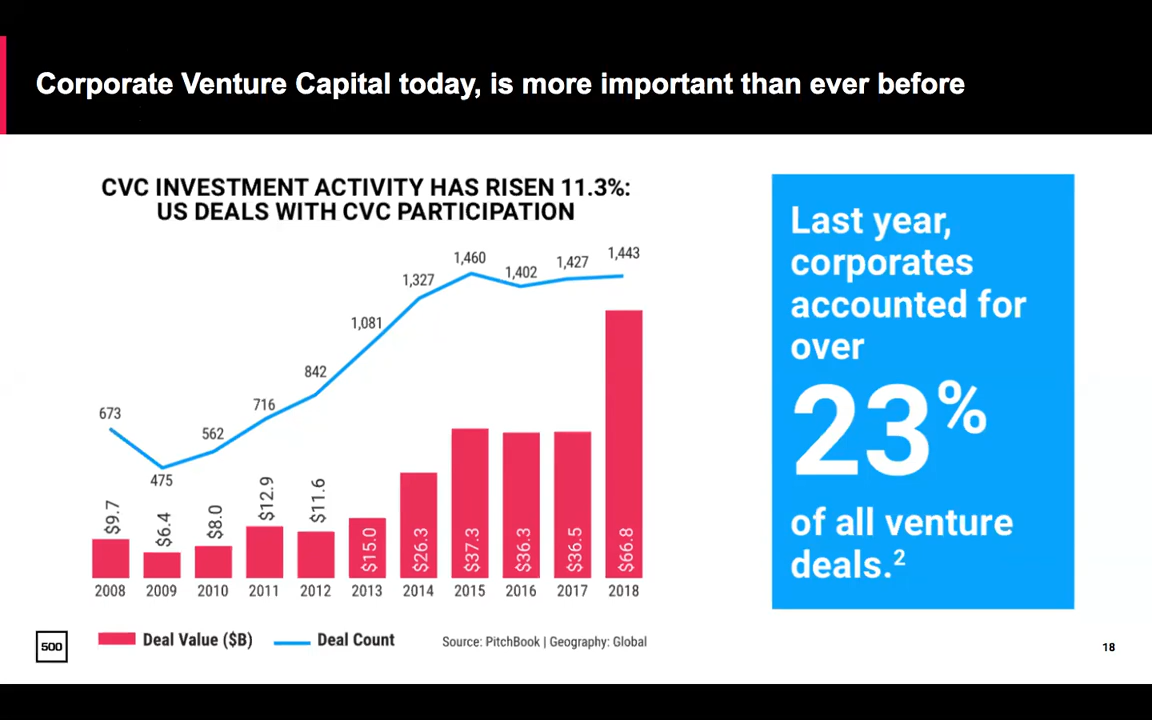 Corporate Venture Capital today, is more important than ever before
CVC INVESTMENT ACTIVITY HAS RISEN 11.3%:
US DEALS WITH CVC PARTICIPATION
673
475
562
716
842
1,081
1,327
1,460
1,402
1,427
1,443
$9.7
$6.4
$8.0
$12.9
$11.6
$15.0
$26.3
$37.3
$36.3
$36.5
$66.8
2008 2009 2010 2011 2012 2013 2014 2015 2016 2017 2018
Deal Value ($B) Deal Count Source: PitchBook | Geography: Global
Last year,
corporates
accounted for
over
23%
of all venture
deals.²
500
18